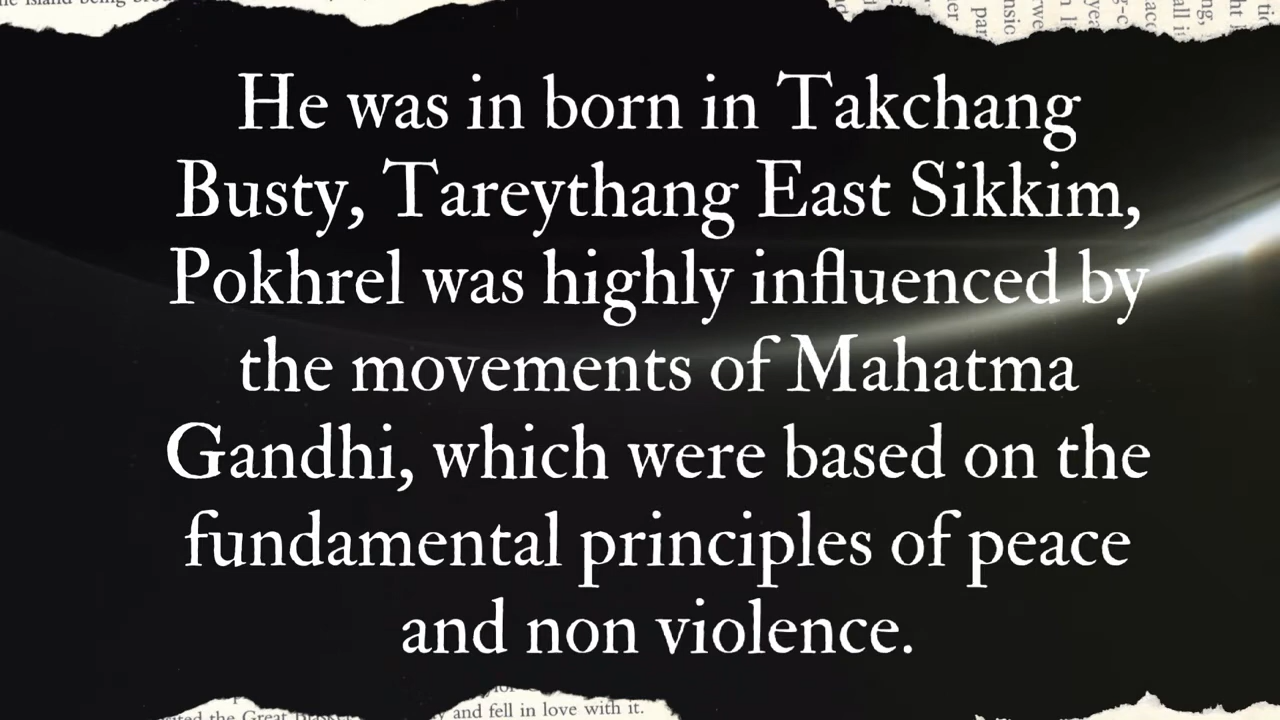 He was in born in Takchang
Busty, Tareythang East Sikkim,
Pokhrel was highly influenced by
the movements of Mahatma
Gandhi, which were based on the
fundamental principles of peace
and non violence.
and fell in love with it.